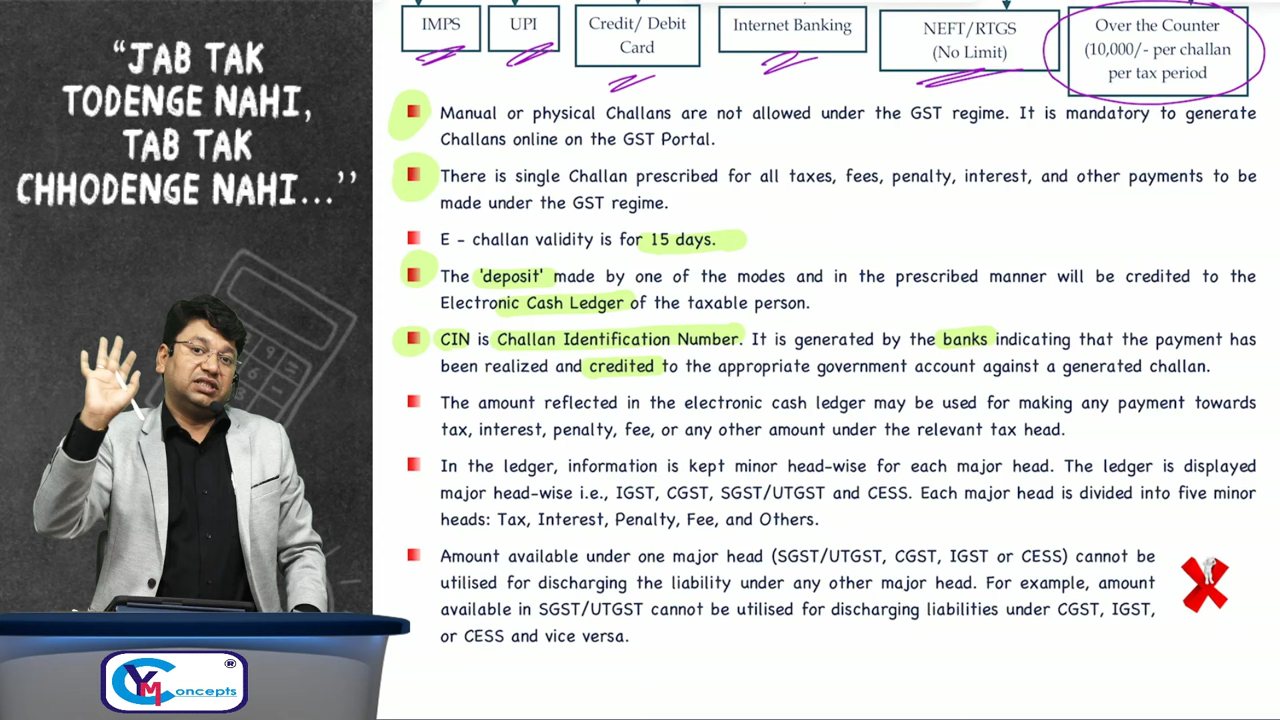 “JAB TAK
TODENGE NAHI,
TAB TAK
CHHODENGE NAHI...’’
IMPS
UPI
Credit/ Debit
Card
Internet Banking
NEFT/RTGS
(No Limit)
Over the Counter
(10,000/- per challan
per tax period
Manual or physical Challans are not allowed under the GST regime. It is mandatory to generate
Challans online on the GST Portal.
There is single Challan prescribed for all taxes, fees, penalty, interest, and other payments to be
made under the GST regime.
E - challan validity is for 15 days.
The 'deposit' made by one of the modes and in the prescribed manner will be credited to the
Electronic Cash Ledger of the taxable person.
CIN is Challan Identification Number. It is generated by the banks indicating that the payment has
been realized and credited to the appropriate government account against a generated challan.
The amount reflected in the electronic cash ledger may be used for making any payment towards
tax, interest, penalty, fee, or any other amount under the relevant tax head.
In the ledger, information is kept minor head-wise for each major head. The ledger is displayed
major head-wise i.e., IGST, CGST, SGST/UTGST and CESS. Each major head is divided into five minor
heads: Tax, Interest, Penalty, Fee, and Others.
Amount available under one major head (SGST/UTGST, CGST, IGST or CESS) cannot be
utilised for discharging the liability under any other major head. For example, amount
available in SGST/UTGST cannot be utilised for discharging liabilities under CGST, IGST,
or CESS and vice versa.
CYM oncepts ®